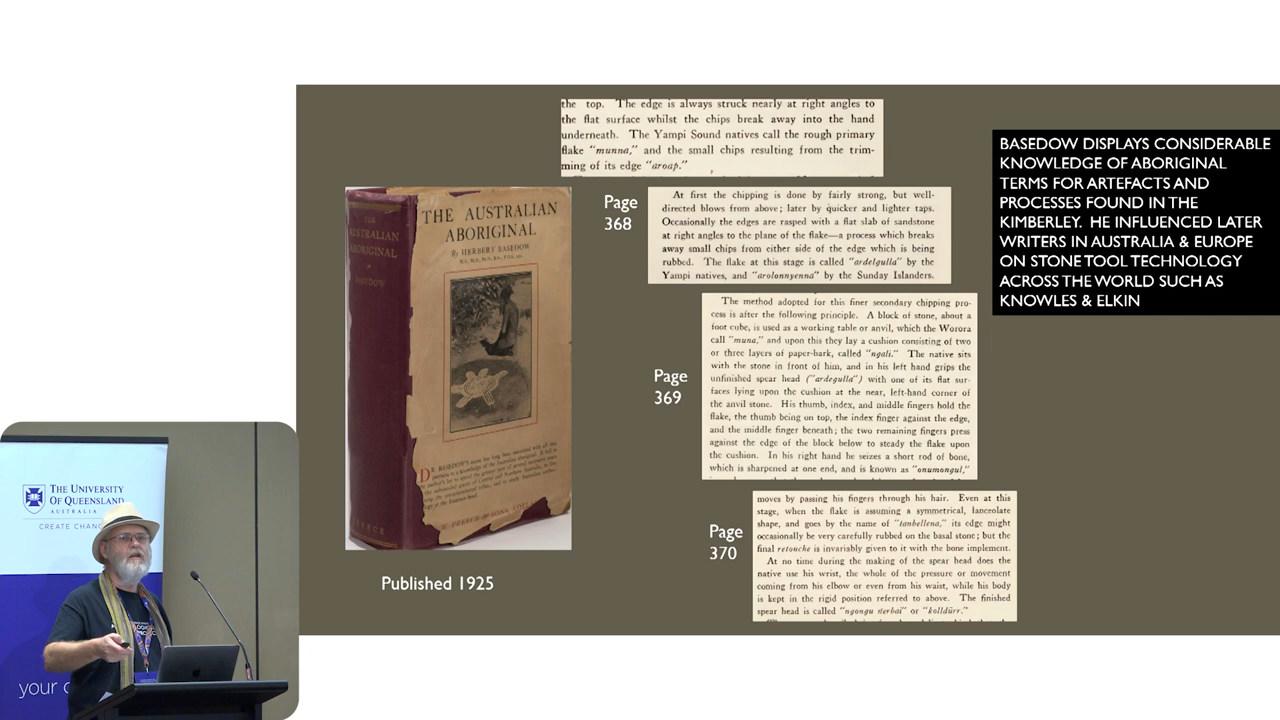 the top. The edge is always struck nearly at right angles to
the flat surface whilst the chips break away into the hand
underneath. The Yampi Sound natives call the rough primary
flake "munna," and the small chips resulting from the trim-
ming of its edge "aroap."
Page
368
At first the chipping is done by fairly strong, but well-
directed blows from above; later by quicker and lighter taps.
Occasionally the edges are rasped with a flat slab of sandstone
at right angles to the plane of the flake—a process which breaks
away small chips from either side of the edge which is being
rubbed. The flake at this stage is called "ardelgulla" by the
Yampi natives, and "arolonnyenna" by the Sunday Islanders.
Page
369
The method adopted for this finer secondary chipping pro-
cess is after the following principle. A block of stone, about a
foot cube, is used as a working table or anvil, which the Worora
call "muna," and upon this they lay a cushion consisting of two
or three layers of paper-bark, called "ngali." The native sits
with the stone in front of him, and in his left hand grips the
unfinished spear head ("ardegulla") with one of its flat sur-
faces lying upon the cushion at the near, left-hand corner of
the anvil stone. His thumb, index, and middle fingers hold the
flake, the thumb being on top, the index finger against the edge,
and the middle finger beneath; the two remaining fingers press
against the edge of the block below to steady the flake upon
the cushion. In his right hand he seizes a short rod of bone,
which is sharpened at one end, and is known as "onumongul,"
Page
370
moves by passing his fingers through his hair. Even at this
stage, when the flake is assuming a symmetrical, lanceolate
shape, and goes by the name of "tanbellena," its edge might
occasionally be very carefully rubbed on the basal stone; but the
final retouche is invariably given to it with the bone implement.
At no time during the making of the spear head does the
native use his wrist, the whole of the pressure or movement
coming from his elbow or even from his waist, while his body
is kept in the rigid position referred to above. The finished
spear head is called "ngongu nerbai" or "kolldürr."
BASEDOW DISPLAYS CONSIDERABLE
KNOWLEDGE OF ABORIGINAL
TERMS FOR ARTEFACTS AND
PROCESSES FOUND IN THE
KIMBERLEY. HE INFLUENCED LATER
WRITERS IN AUSTRALIA & EUROPE
ON STONE TOOL TECHNOLOGY
ACROSS THE WORLD SUCH AS
KNOWLES & ELKIN
THE
AUSTRALIAN
ABORIGINAL
BASEDOW
THE AUSTRALIAN
ABORIGINAL
By HERBERT BASEDOW
Published 1925
THE UNIVERSITY
OF QUEENSLAND
AUSTRALIA
CREATE CHANG
your